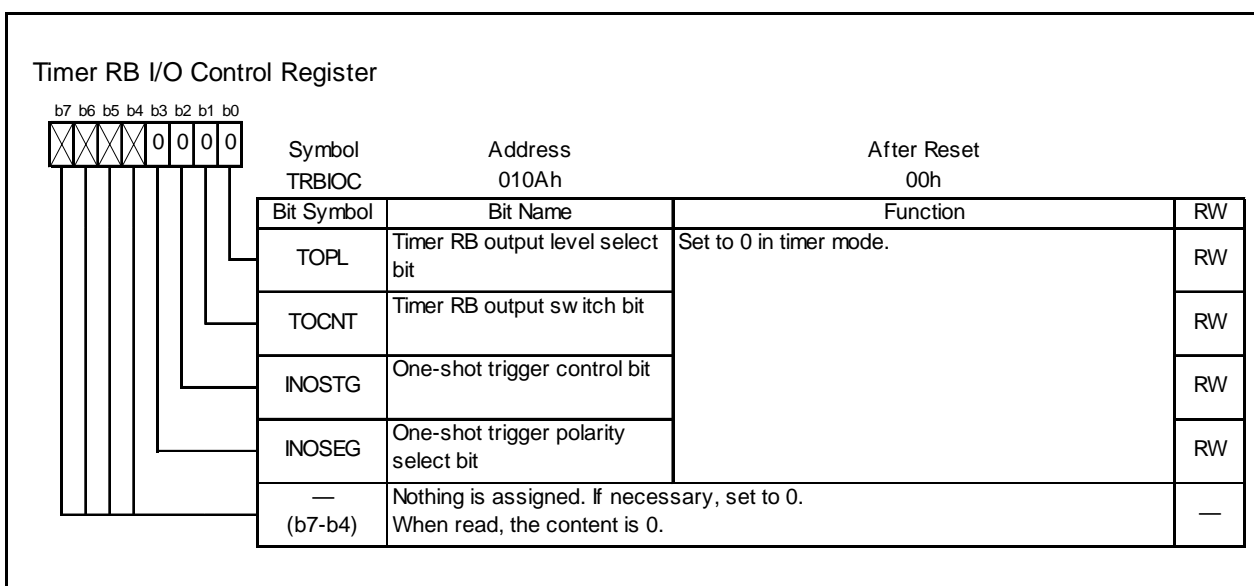 Timer RB I/O Control Register
b7 b6 b5 b4 b3 b2 b1 b0
0 0 0 0
Symbol Address After Reset
TRBIOC 010Ah 00h
Bit Symbol Bit Name Function RW
TOPL Timer RB output level select bit Set to 0 in timer mode. RW
TOCNT Timer RB output sw itch bit RW
INOSTG One-shot trigger control bit RW
INOSEG One-shot trigger polarity select bit RW
— (b7-b4) Nothing is assigned. If necessary, set to 0. —
When read, the content is 0.